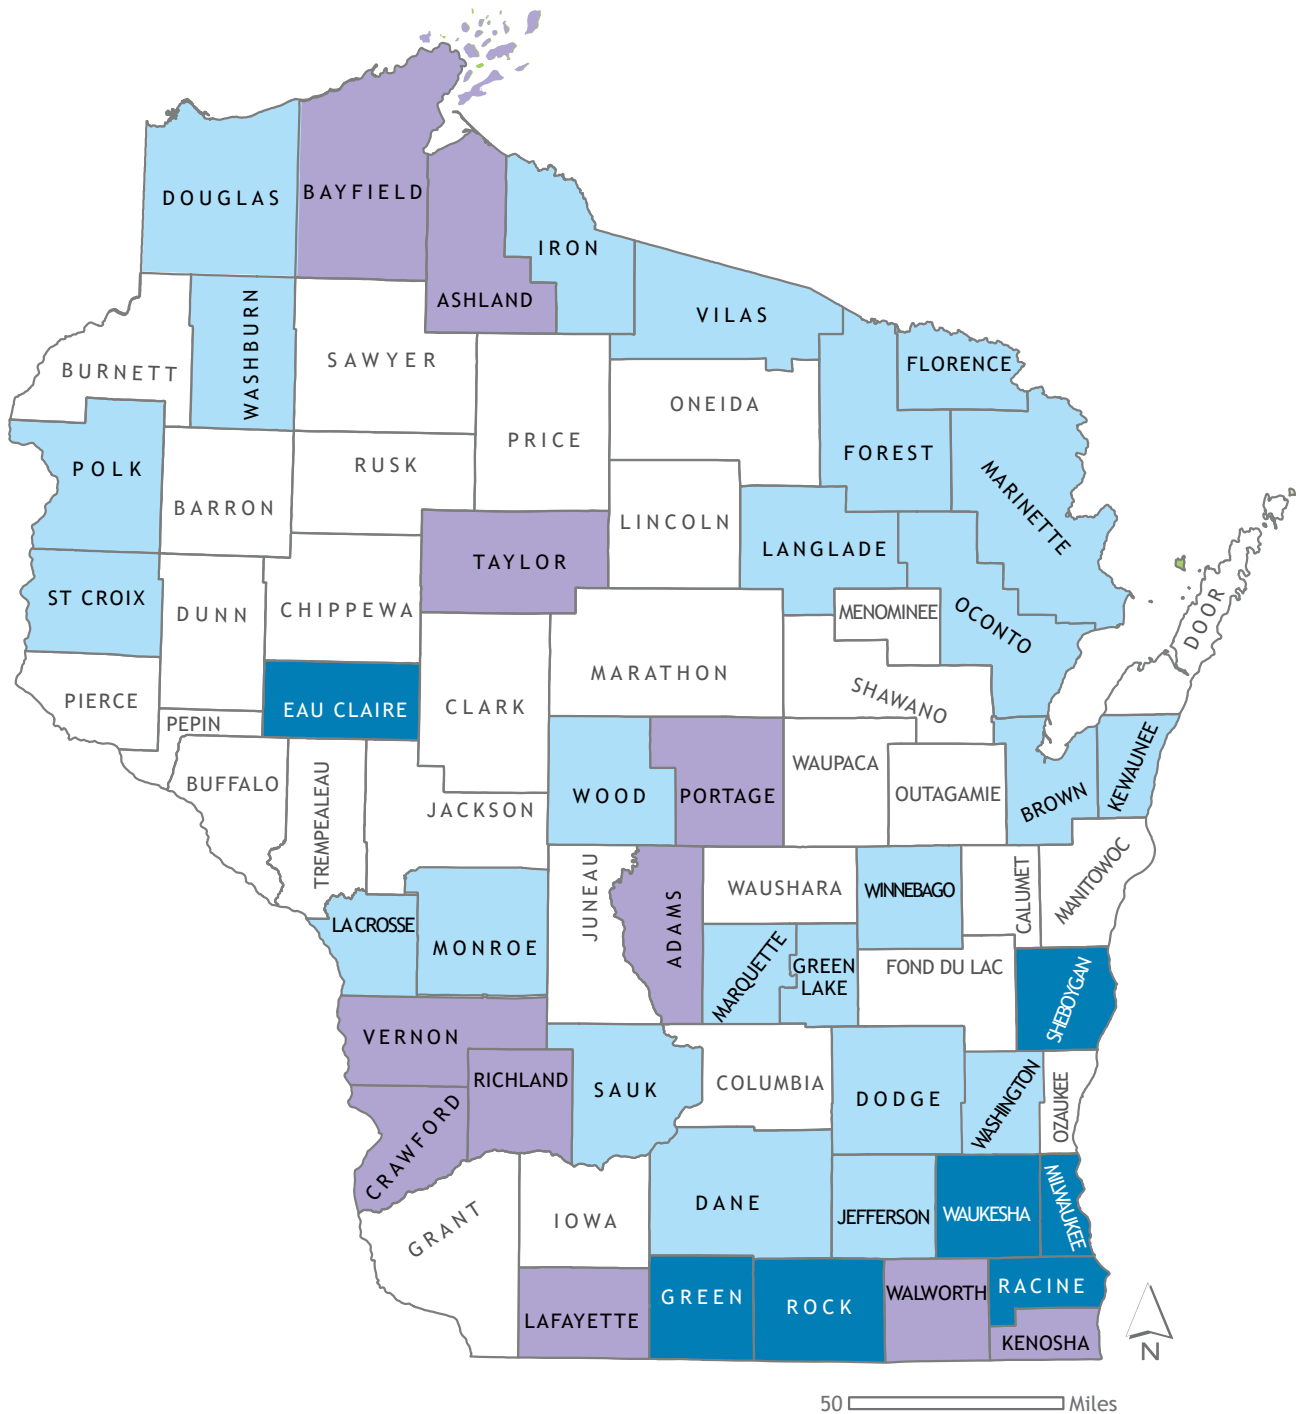 DOUGLAS
BAYFIELD
ASHLAND
IRON
VILAS
BURNETT
WASHBURN
SAWYER
FLORENCE
ONEIDA
PRICE
POLK
RUSK
FOREST
MARINETTE
BARRON
LINCOLN
LANGLADE
TAYLOR
ST CROIX
DUNN
CHIPPEWA
MENOMINEE
OCONTO
DOOR
MARATHON
SHAWANO
PIERCE
PEPIN
EAU CLAIRE
CLARK
BUFFALO
TREMPEALEAU
JACKSON
WOOD
PORTAGE
WAUPACA
OUTAGAMIE
BROWN
KEWAUNEE
JUNEAU
ADAMS
WAUSHARA
WINNEBAGO
CALUMET
MANITOWOC
LA CROSSE
MONROE
MARQUETTE
GREEN
LAKE
FOND DU LAC
SHEBOYGAN
VERNON
RICHLAND
SAUK
COLUMBIA
DODGE
WASHINGTON
OZAUKEE
CRAWFORD
GRANT
IOWA
DANE
JEFFERSON
WAUKESHA
MILWAUKEE
LAFAYETTE
GREEN
ROCK
WALWORTH
RACINE
KENOSHA
N
50 Miles